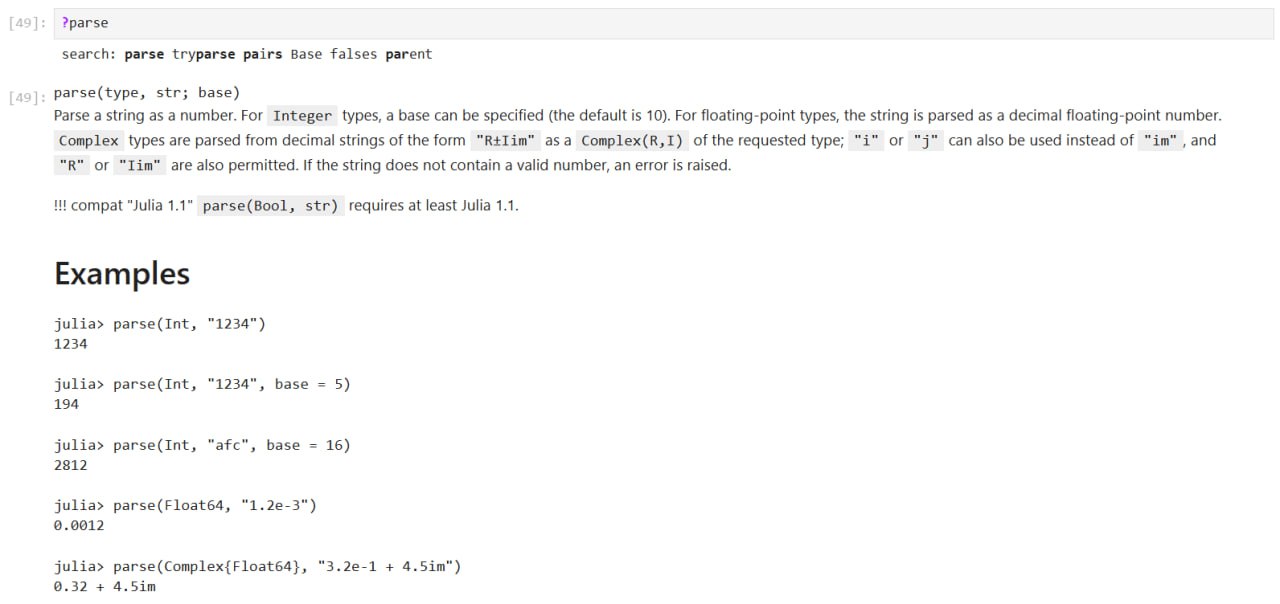 [49]: ?parse
search: parse tryparse pairs Base falses parent
[49]: parse(type, str; base)
Parse a string as a number. For Integer types, a base can be specified (the default is 10). For floating-point types, the string is parsed as a decimal floating-point number.
Complex types are parsed from decimal strings of the form "R±Iim" as a Complex(R,I) of the requested type; "i" or "j" can also be used instead of "im", and
"R" or "Iim" are also permitted. If the string does not contain a valid number, an error is raised.
!!! compat "Julia 1.1" parse(Bool, str) requires at least Julia 1.1.
Examples
julia> parse(Int, "1234")
1234
julia> parse(Int, "1234", base = 5)
194
julia> parse(Int, "afc", base = 16)
2812
julia> parse(Float64, "1.2e-3")
0.0012
julia> parse(Complex{Float64}, "3.2e-1 + 4.5im")
0.32 + 4.5im